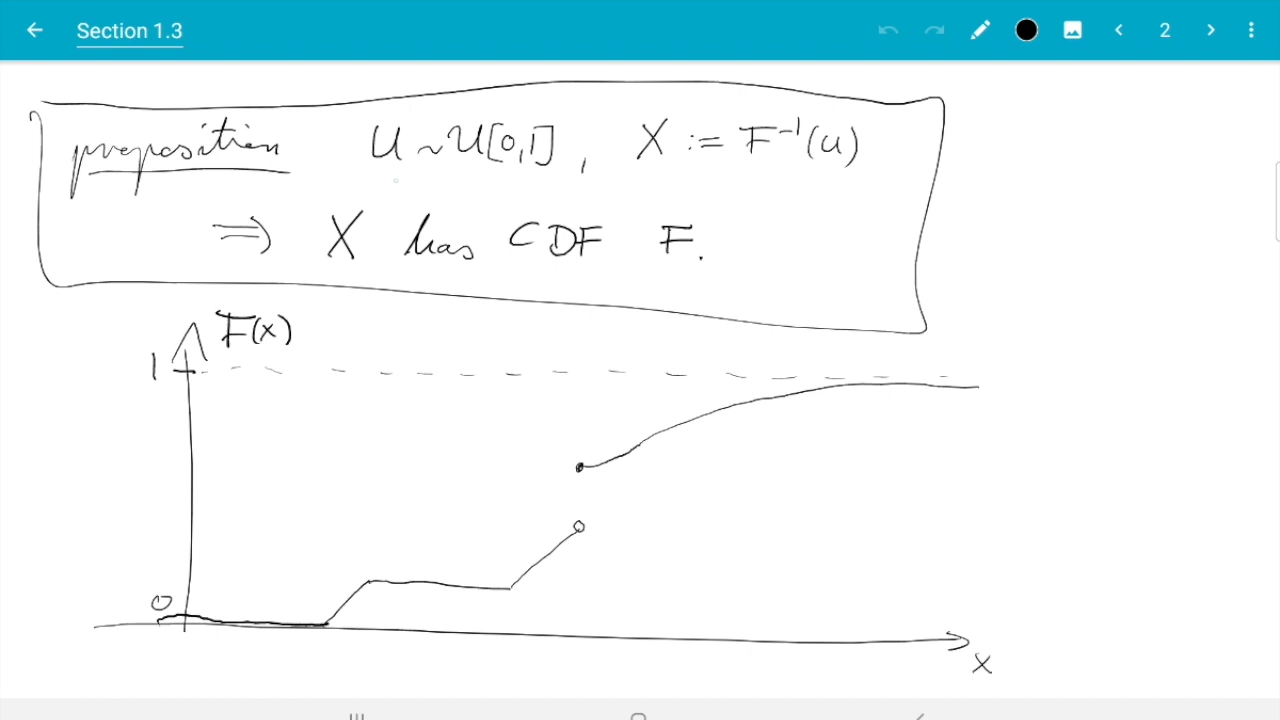 Section 1.3
2
proposition U ~ U[0,1], X := F⁻¹(U)
⇒ X has CDF F.
F(x)
1
0
x